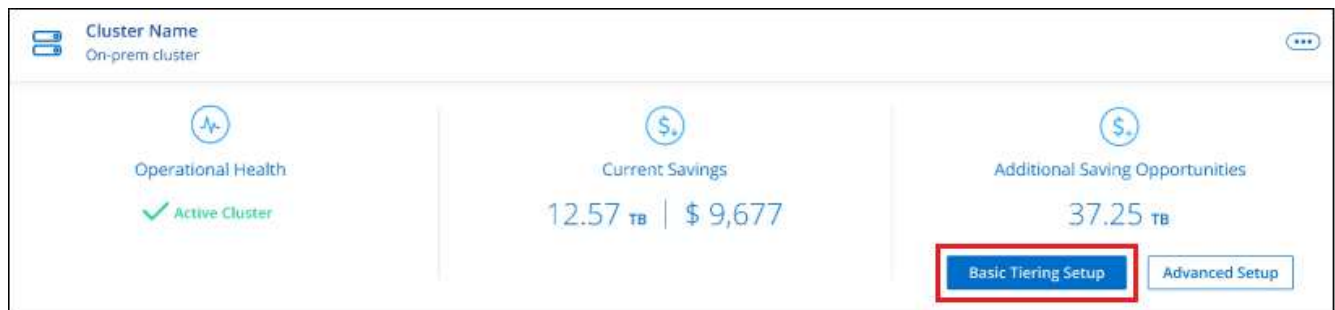 Cluster Name
On-prem cluster
Operational Health
Active Cluster
Current Savings
12.57 TB | $ 9,677
Additional Saving Opportunities
37.25 TB
Basic Tiering Setup
Advanced Setup